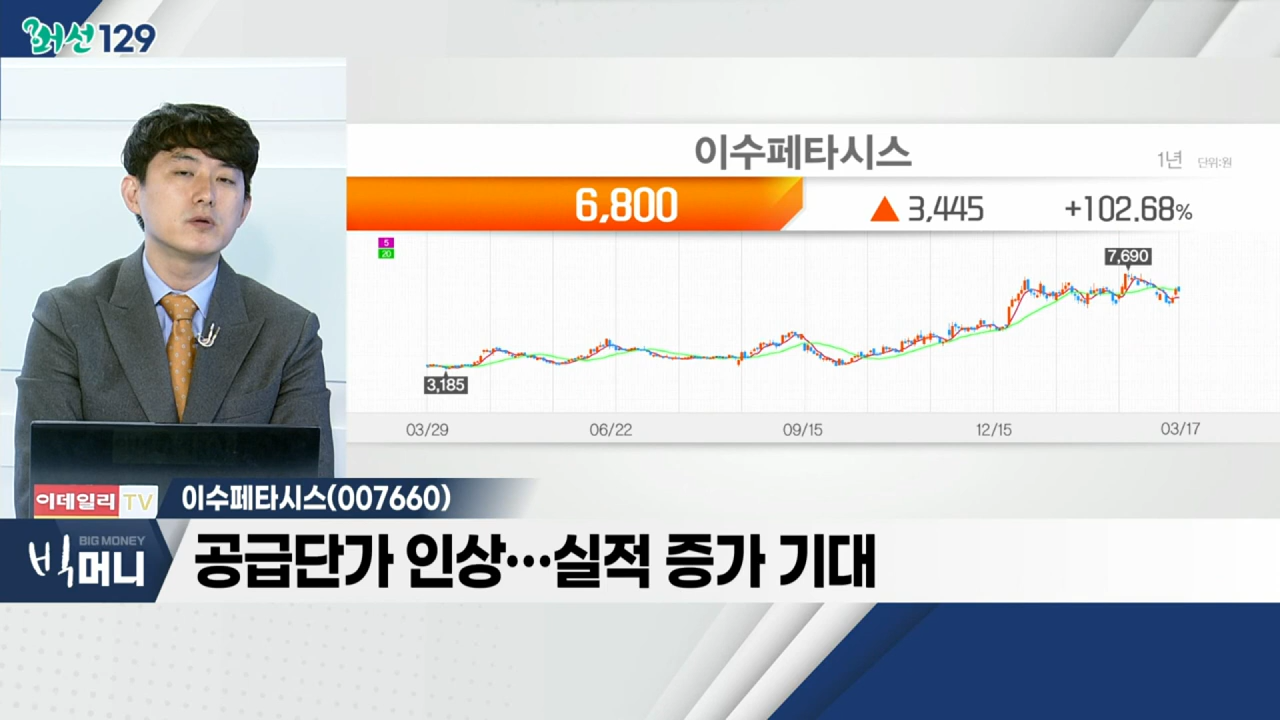 머선129
이수페타시스
1년 단위:원
6,800 ▲ 3,445 +102.68%
5
20
7,690
3,185
03/29 06/22 09/15 12/15 03/17
이데일리 TV 이수페타시스(007660)
BIG MONEY
빅머니 공급단가 인상···실적 증가 기대